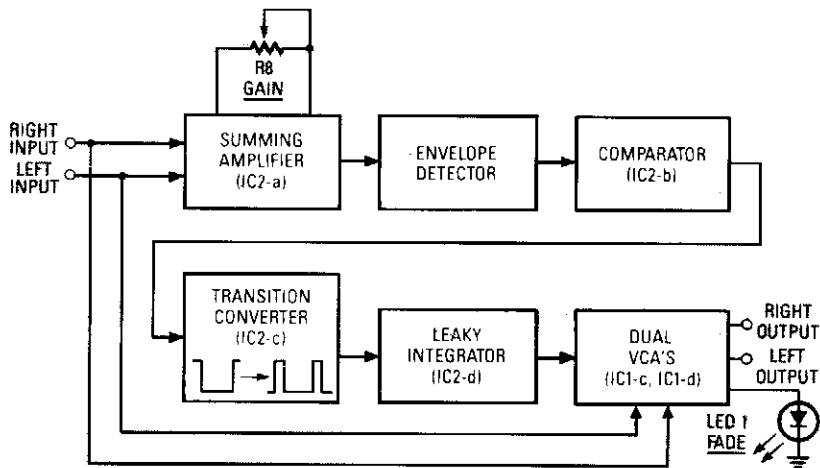 R8
GAIN
RIGHT
INPUT
LEFT
INPUT
SUMMING
AMPLIFIER
(IC2-a)
ENVELOPE
DETECTOR
COMPARATOR
(IC2-b)
TRANSITION
CONVERTER
(IC2-c)
LEAKY
INTEGRATOR
(IC2-d)
DUAL
VCA'S
(IC1-c, IC1-d)
RIGHT
OUTPUT
LEFT
OUTPUT
LED 1
FADE